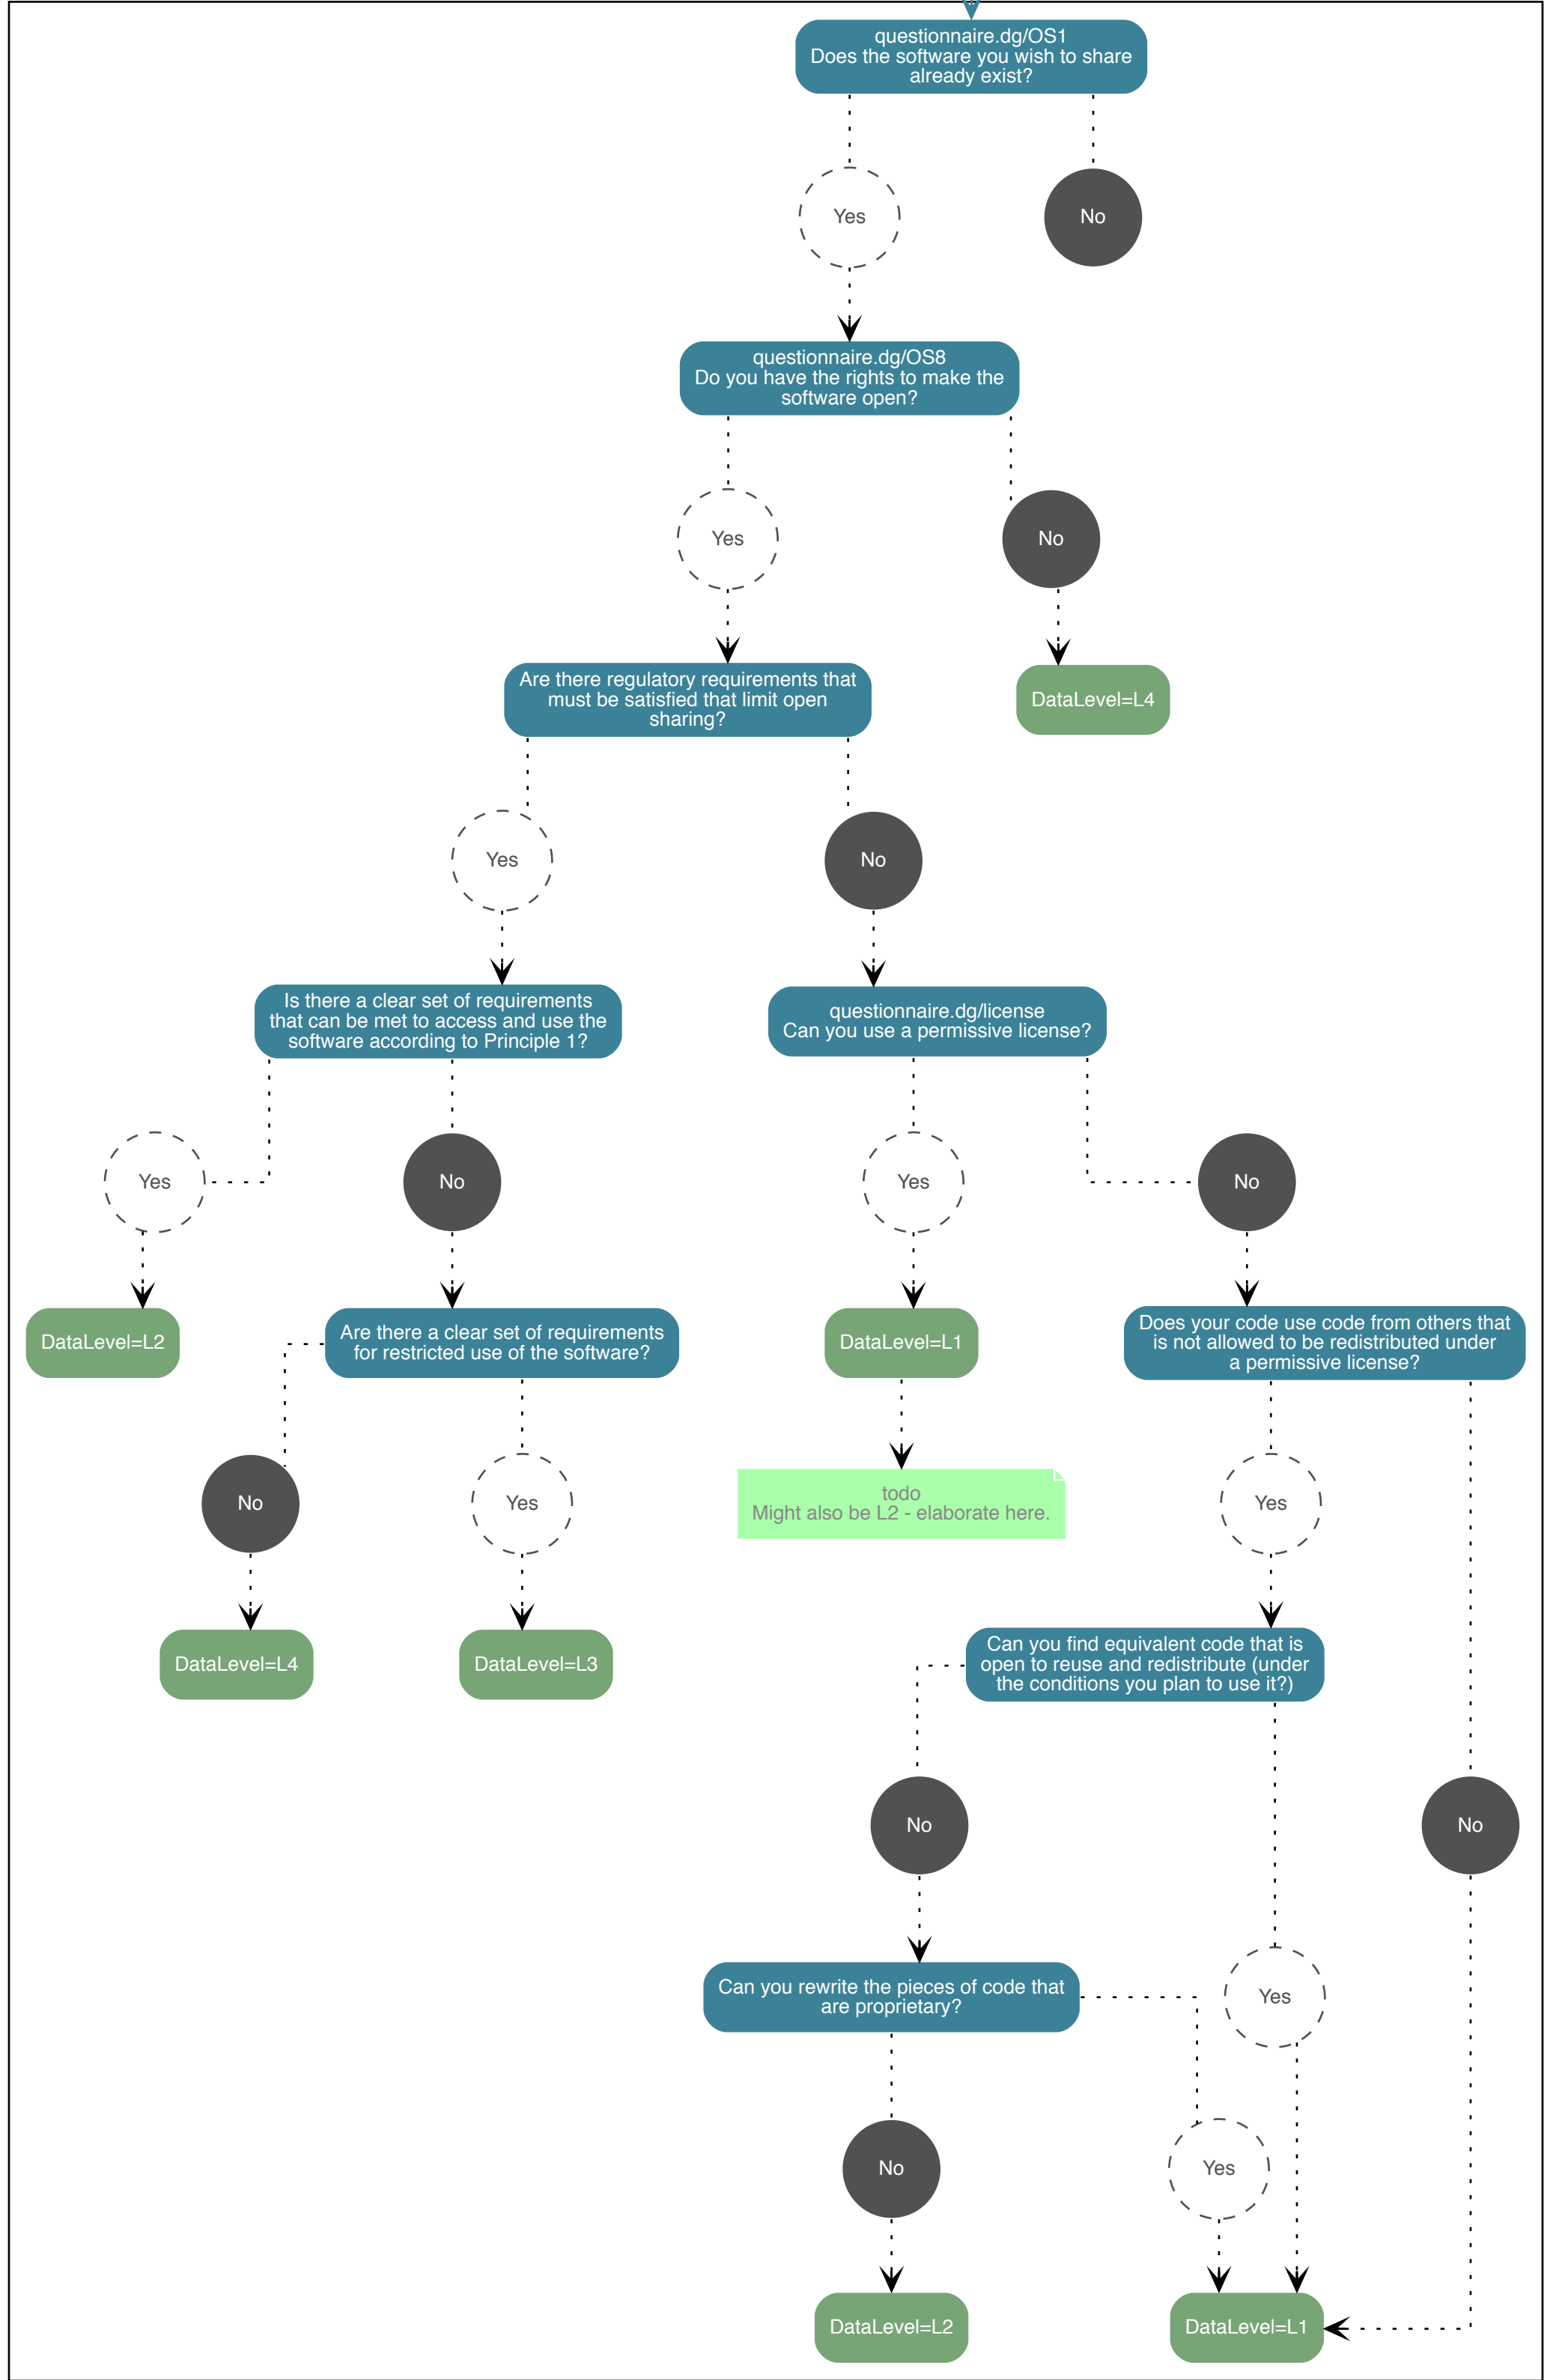 questionnaire.dg/OS1
Does the software you wish to share
already exist?
Yes
No
questionnaire.dg/OS8
Do you have the rights to make the
software open?
Yes
No
Are there regulatory requirements that
must be satisfied that limit open
sharing?
DataLevel=L4
Yes
No
Is there a clear set of requirements
that can be met to access and use the
software according to Principle 1?
questionnaire.dg/license
Can you use a permissive license?
Yes
No
Yes
No
DataLevel=L2
Are there a clear set of requirements
for restricted use of the software?
DataLevel=L1
Does your code use code from others that
is not allowed to be redistributed under
a permissive license?
No
Yes
todo
Might also be L2 - elaborate here.
Yes
DataLevel=L4
DataLevel=L3
Can you find equivalent code that is
open to reuse and redistribute (under
the conditions you plan to use it?)
No
No
Can you rewrite the pieces of code that
are proprietary?
Yes
No
Yes
DataLevel=L2
DataLevel=L1